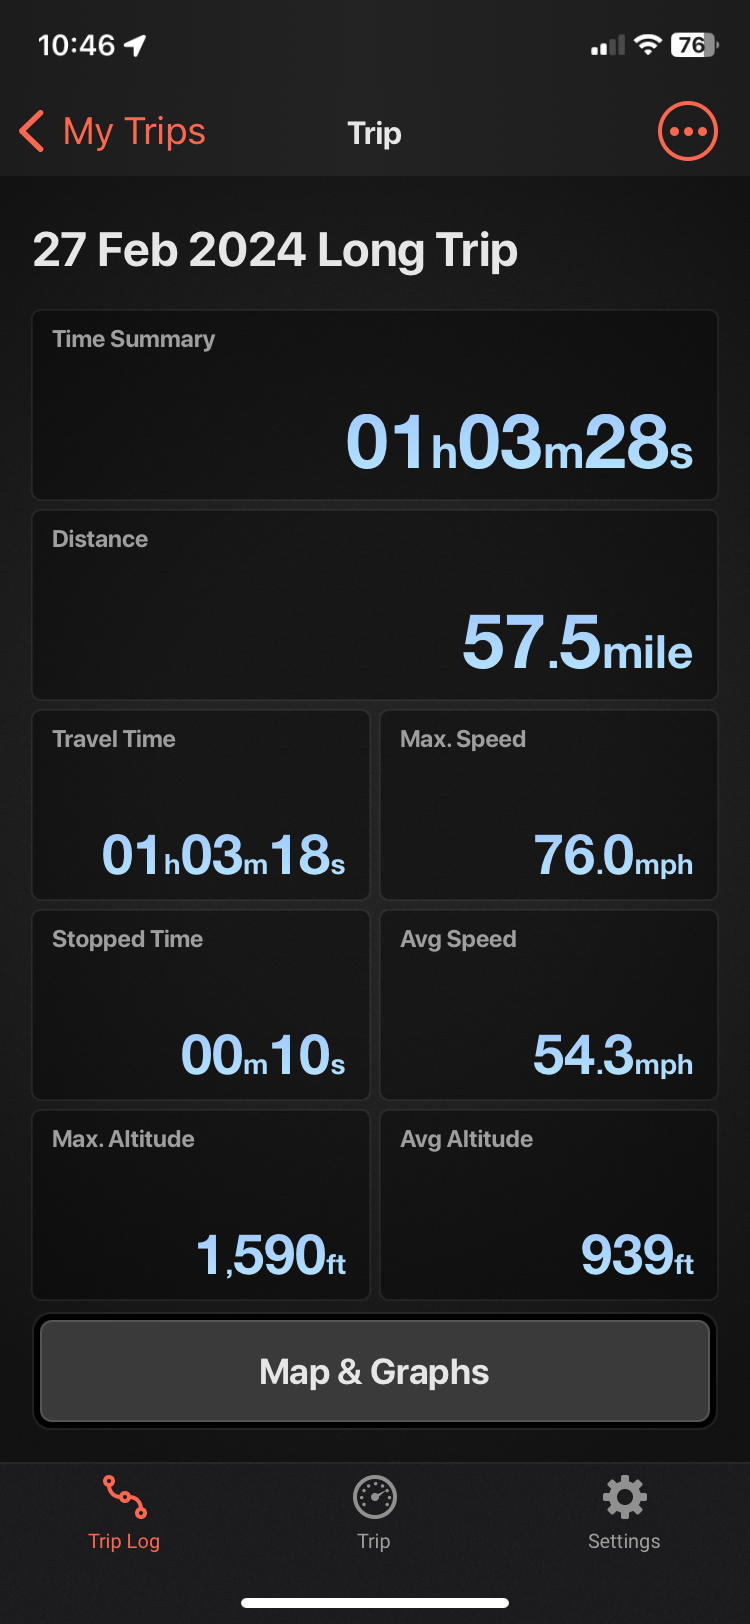 10:46
76
My Trips
Trip
27 Feb 2024 Long Trip
Time Summary
01h03m28s
Distance
57.5mile
Travel Time
01h03m18s
Max. Speed
76.0mph
Stopped Time
00m10s
Avg Speed
54.3mph
Max. Altitude
1,590ft
Avg Altitude
939ft
Map & Graphs
Trip Log
Trip
Settings